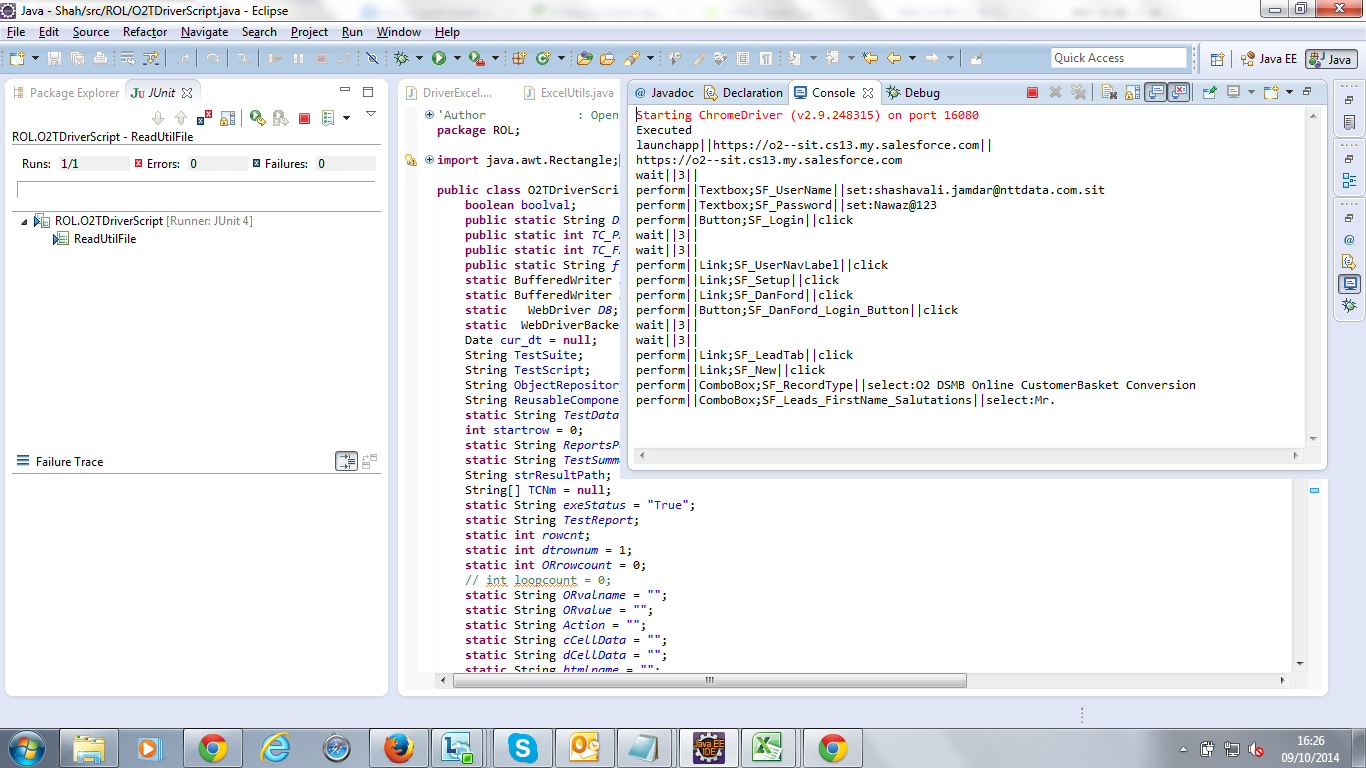 Java - Shah/src/ROL/O2TDriverScript.java - Eclipse
File Edit Source Refactor Navigate Search Project Run Window Help
Quick Access
Java EE
Java
Package Explorer
JUnit
ROL.O2TDriverScript - ReadUtilFile
Runs: 1/1
Errors: 0
Failures: 0
ROL.O2TDriverScript [Runner: JUnit 4]
ReadUtilFile
Failure Trace
DriverExcel....
ExcelUtils.java
'Author : Open
package ROL;
import java.awt.Rectangle;
public class O2TDriverScri
boolean boolval;
public static String D
public static int TC_P
public static int TC_F
public static String f
static BufferedWriter
static BufferedWriter
static WebDriver D8;
static WebDriverBacke
Date cur_dt = null;
String TestSuite;
String TestScript;
String ObjectRepository
String ReusableCompone
static String TestData
int startrow = 0;
static String ReportsP
static String TestSumm
String strResultPath;
String[] TCNm = null;
static String exeStatus = "True";
static String TestReport;
static int rowcnt;
static int dtrownum = 1;
static int ORrowcount = 0;
// int loopcount = 0;
static String ORvalname = "";
static String ORvalue = "";
static String Action = "";
static String cCellData = "";
static String dCellData = "";
static String htmlname = "";
Javadoc
Declaration
Console
Debug
Starting ChromeDriver (v2.9.248315) on port 16080
Executed
launchapp||https://o2--sit.cs13.my.salesforce.com||
https://o2--sit.cs13.my.salesforce.com
wait||3||
perform||Textbox;SF_UserName||set:shashavali.jamdar@nttdata.com.sit
perform||Textbox;SF_Password||set:Nawaz@123
perform||Button;SF_Login||click
wait||3||
wait||3||
perform||Link;SF_UserNavLabel||click
perform||Link;SF_Setup||click
perform||Link;SF_DanFord||click
perform||Button;SF_DanFord_Login_Button||click
wait||3||
wait||3||
perform||Link;SF_LeadTab||click
perform||Link;SF_New||click
perform||ComboBox;SF_RecordType||select:O2 DSMB Online CustomerBasket Conversion
perform||ComboBox;SF_Leads_FirstName_Salutations||select:Mr.
16:26
09/10/2014